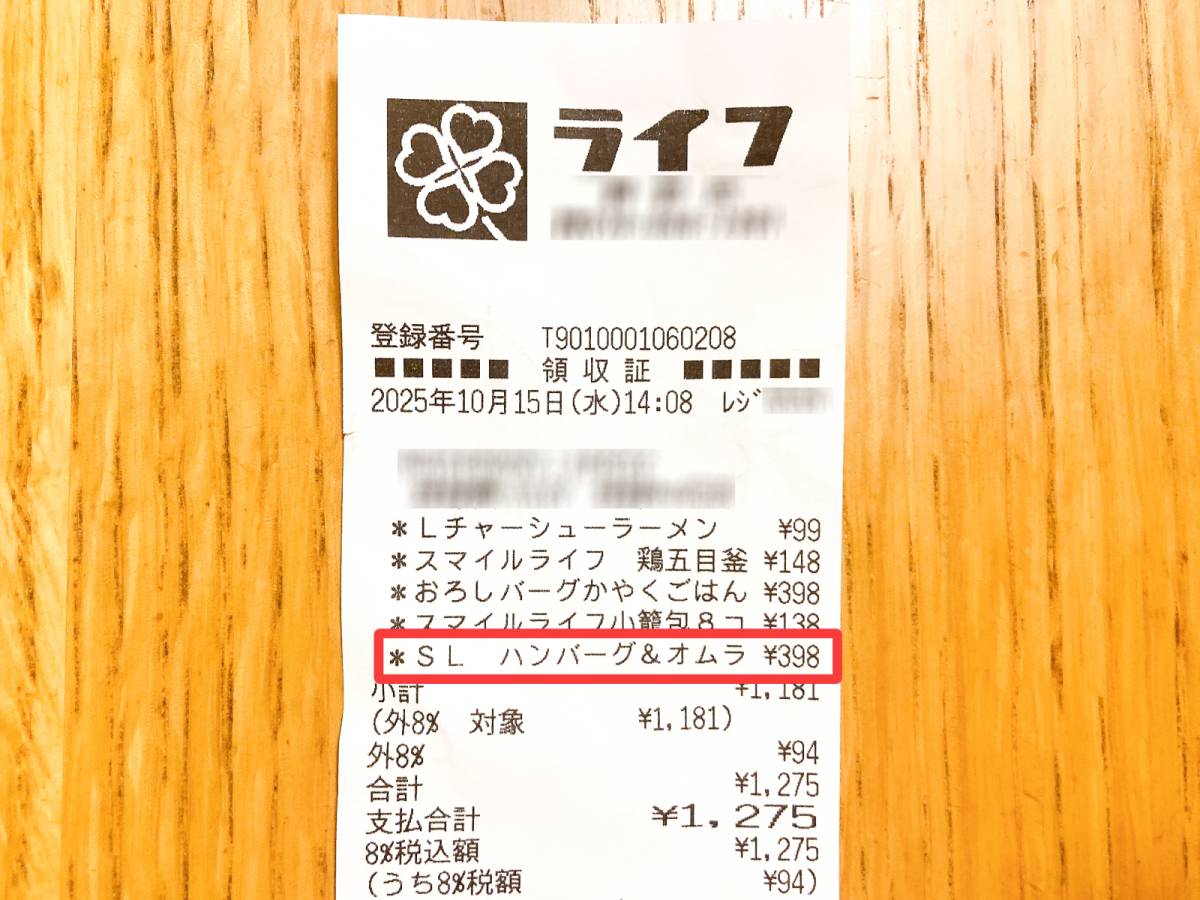 ライフ
登録番号 T9010001060208
■■■■■ 領収証 ■■■■■
2025年10月15日(水)14:08 レジ
*Lチャーシューラーメン ¥99
*スマイルライフ 鶏五目釜 ¥148
*おろしバーグかやくごはん ¥398
*スマイルライフ小籠包8コ ¥138
*SL ハンバーグ&オムラ ¥398
小計 ¥1,181
(外8% 対象 ¥1,181)
外8% ¥94
合計 ¥1,275
支払合計 ¥1,275
8%税込額 ¥1,275
(うち8%税額 ¥94)